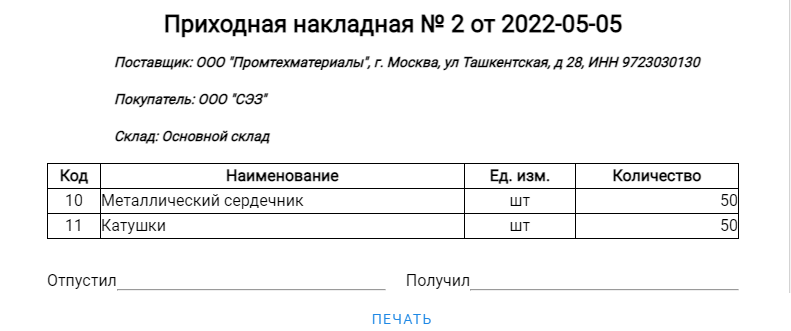 Приходная накладная № 2 от 2022-05-05
Поставщик: ООО "Промтехматериалы", г. Москва, ул Ташкентская, д 28, ИНН 9723030130
Покупатель: ООО "СЭЗ"
Склад: Основной склад
Код Наименование Ед. изм. Количество
10 Металлический сердечник шт 50
11 Катушки шт 50
Отпустил Получил
ПЕЧАТЬ